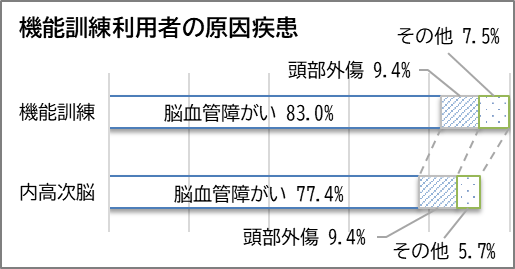 機能訓練利用者の原因疾患
その他 7.5%
頭部外傷 9.4%
機能訓練
脳血管障がい 83.0%
内高次脳
脳血管障がい 77.4%
頭部外傷 9.4%
その他 5.7%